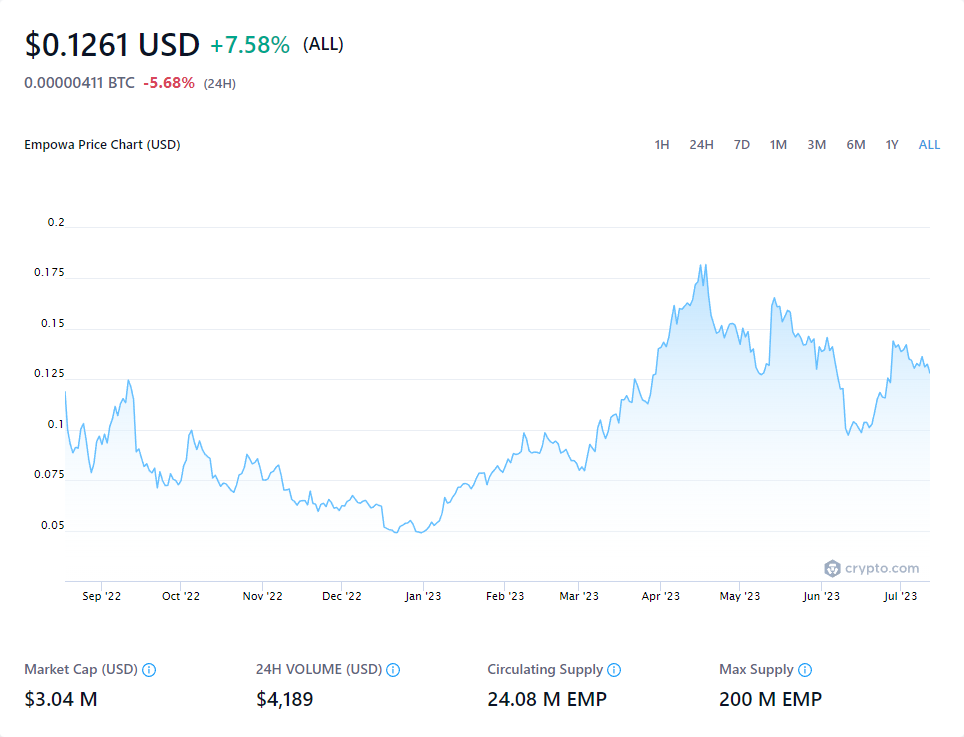 $0.1261 USD +7.58% (ALL)
0.00000411 BTC -5.68% (24H)
Empowa Price Chart (USD) 1H 24H 7D 1M 3M 6M 1Y ALL
0.2
0.175
0.15
0.125
0.1
0.075
0.05
crypto.com
Sep '22 Oct '22 Nov '22 Dec '22 Jan '23 Feb '23 Mar '23 Apr '23 May '23 Jun '23 Jul '23
Market Cap (USD) 24H VOLUME (USD) Circulating Supply Max Supply
$3.04 M $4,189 24.08 M EMP 200 M EMP